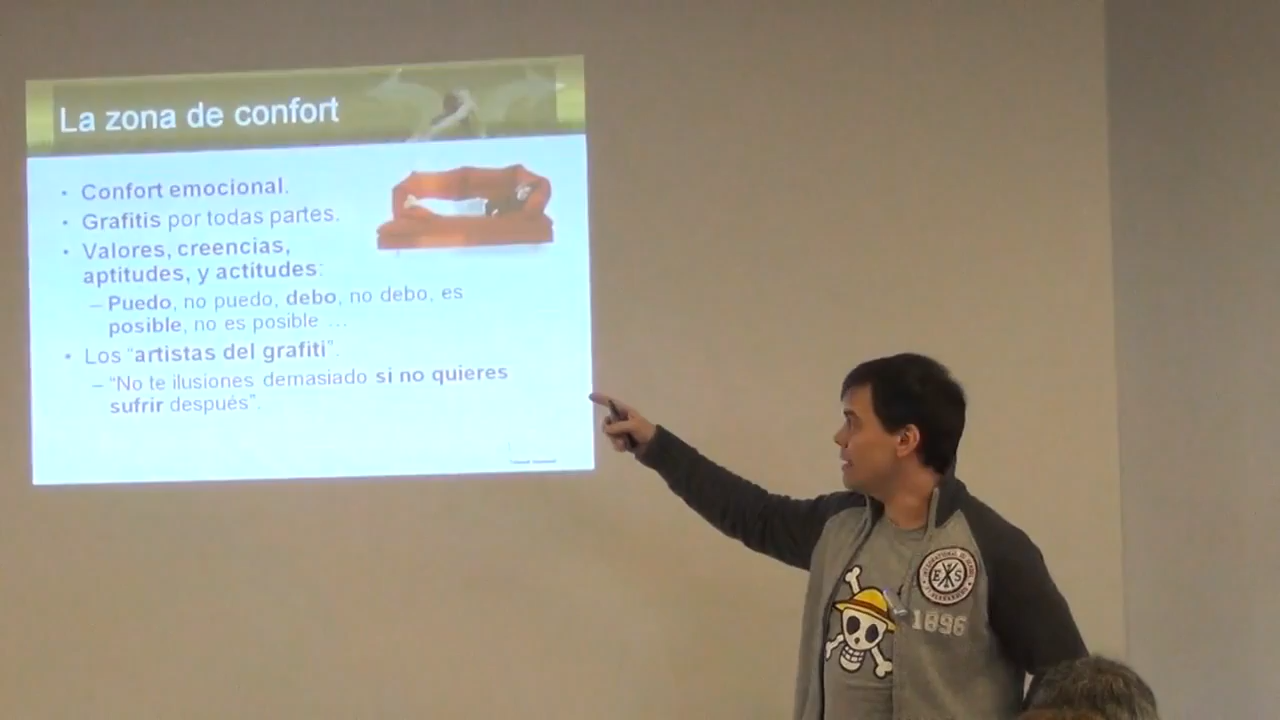 La zona de confort
• Confort emocional.
• Grafitis por todas partes.
• Valores, creencias,
aptitudes, y actitudes:
– Puedo, no puedo, debo, no debo, es
posible, no es posible ...
• Los "artistas del grafiti".
– "No te ilusiones demasiado si no quieres
sufrir después".
E S
1896